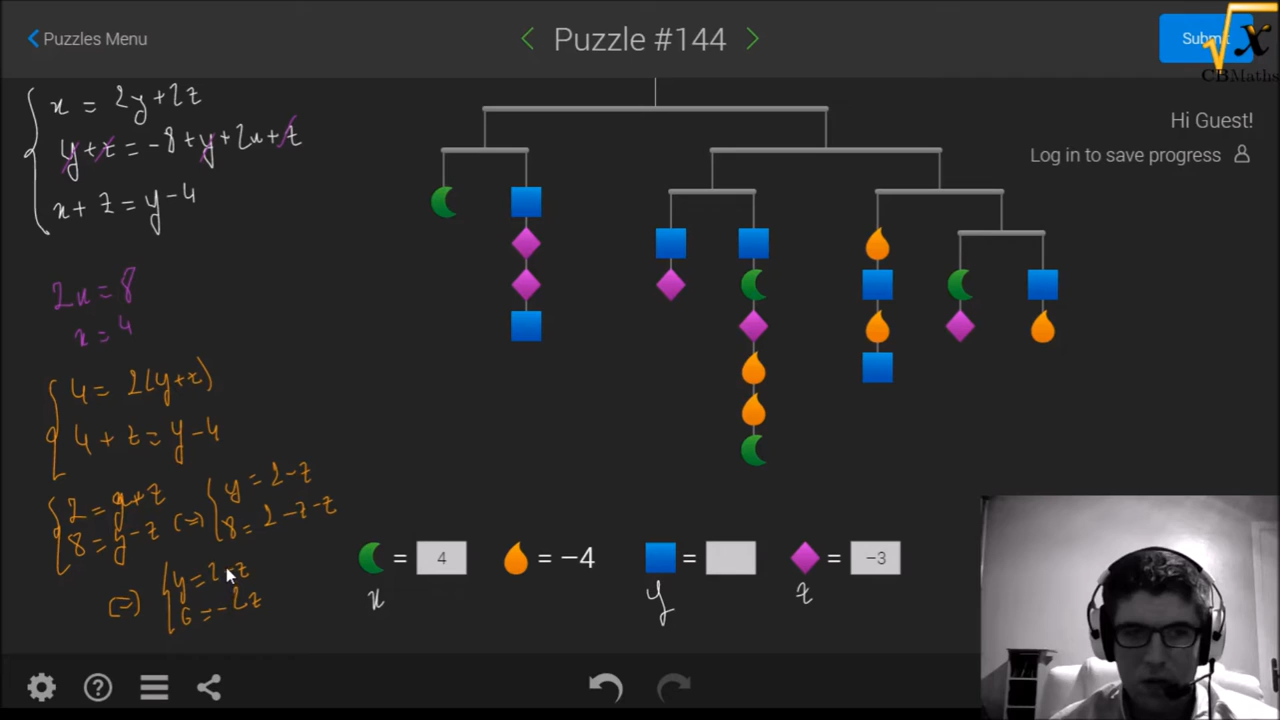 Puzzles Menu
Puzzle #144
Submi
x
CBMaths
Hi Guest!
Log in to save progress
x = 2y+2z
y+z = -8+y+2x+z
x+z = y-4
2x = 8
x = 4
4 = 2(y+z)
4+z = y-4
2 = y+z
8 = y-z
(=)
y = 2-z
8 = 2-z-z
(=)
y = 2-z
6 = -2z
= 4
= -4
=
= -3
x
y
z
?